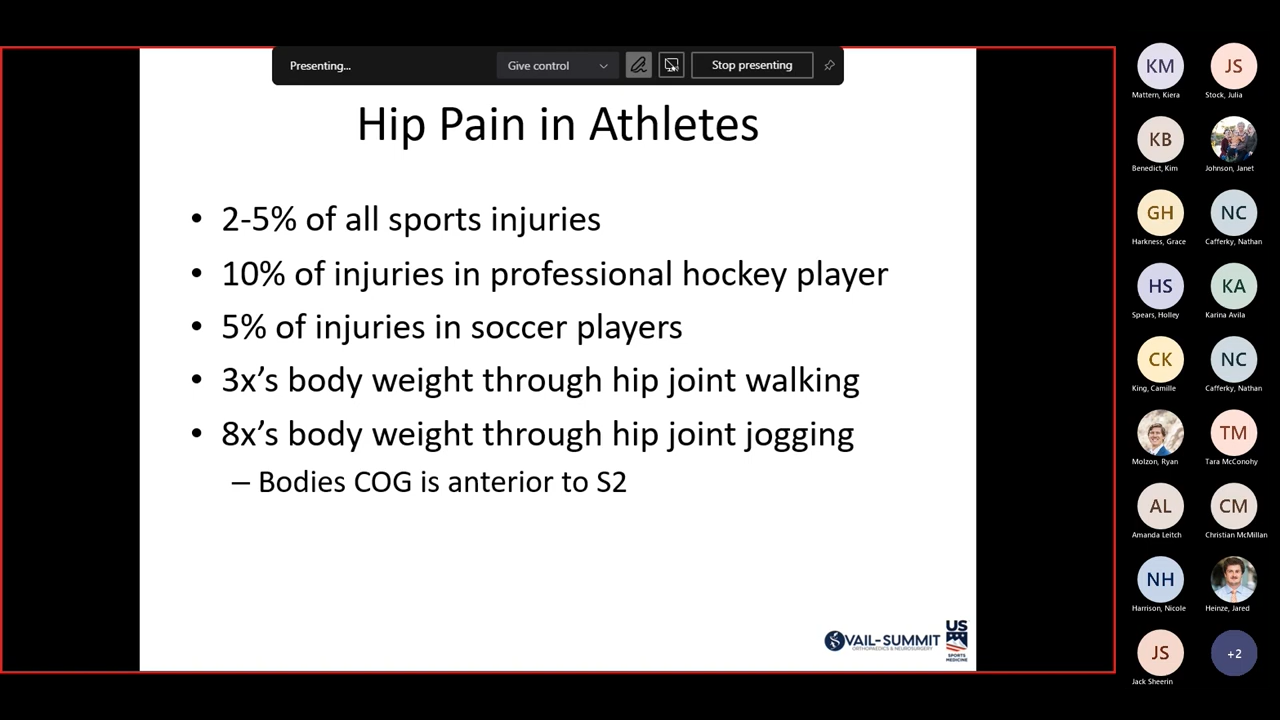 Presenting...
Give control
Stop presenting
Hip Pain in Athletes
• 2-5% of all sports injuries
• 10% of injuries in professional hockey player
• 5% of injuries in soccer players
• 3x's body weight through hip joint walking
• 8x's body weight through hip joint jogging
– Bodies COG is anterior to S2
VAIL-SUMMIT
ORTHOPAEDICS & NEUROSURGERY
US
SPORTS
MEDICINE
KM
Mattern, Kiera
JS
Stock, Julia
KB
Benedict, Kim
Johnson, Janet
GH
Harkness, Grace
NC
Cafferky, Nathan
HS
Spears, Holley
KA
Karina Avila
CK
King, Camille
NC
Cafferky, Nathan
Molzon, Ryan
TM
Tara McConohy
AL
Amanda Leitch
CM
Christian McMillan
NH
Harrison, Nicole
Heinze, Jared
JS
Jack Sheerin
+2